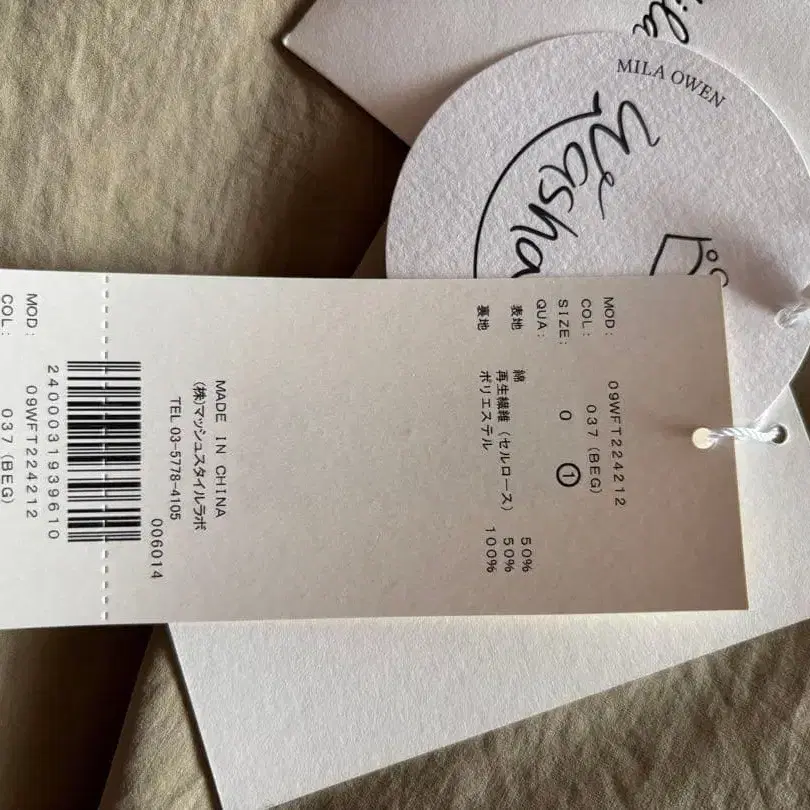 Mila
MILA OWEN
Washa
MOD: 09WFT224212
COL: 037 (BEG)
SIZE: 0 ①
QUA:
表地 綿 50%
再生繊維 (セルロース) 50%
裏地 ポリエステル 100%
MADE IN CHINA
(株)マッシュスタイルラボ
TEL 03-5778-4105
006014
2400031939610
MOD: 09WFT224212
COL: 037 (BEG)